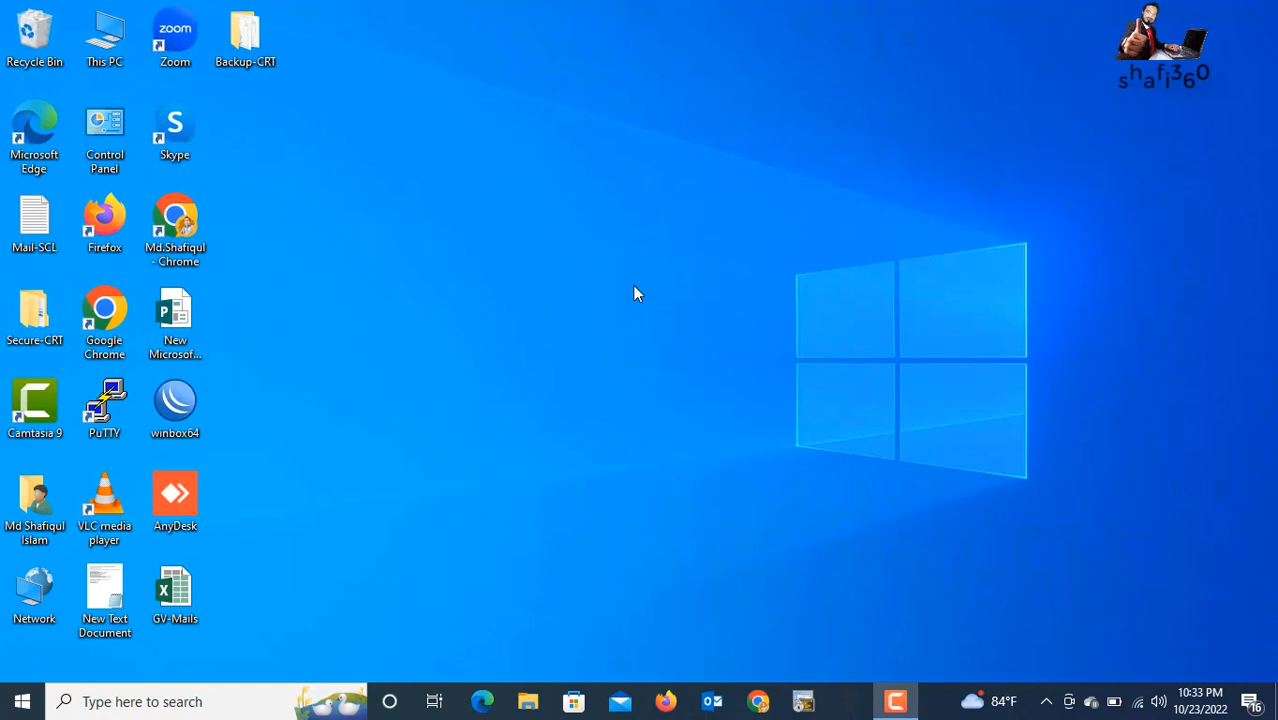 Recycle Bin
This PC
zoom
Zoom
Backup-CRT
shafi360
Microsoft
Edge
Control
Panel
S
Skype
Mail-SCL
Firefox
Md.Shafiqul
- Chrome
Secure-CRT
Google
Chrome
P
New
Microsof...
C
Camtasia 9
PuTTY
winbox64
Md Shafiqul
Islam
VLC media
player
AnyDesk
Network
New Text
Document
X
GV-Mails
Type here to search
84°F
10:33 PM
10/23/2022
16